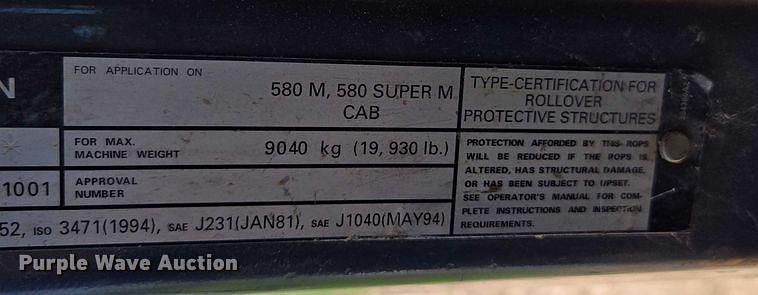 N
FOR APPLICATION ON
580 M, 580 SUPER M
CAB
TYPE-CERTIFICATION FOR
ROLLOVER
PROTECTIVE STRUCTURES
*
FOR MAX.
MACHINE WEIGHT
9040 kg (19, 930 lb.)
1001
APPROVAL
NUMBER
PROTECTION AFFORDED BY THIS ROPS
WILL BE REDUCED IF THE ROPS IS
ALTERED, HAS STRUCTURAL DAMAGE,
OR HAS BEEN SUBJECT TO UPSET.
SEE OPERATOR'S MANUAL FOR COM-
PLETE INSTRUCTIONS AND INSPECTION
REQUIREMENTS.
52, ISO 3471(1994), SAE J231(JAN81), SAE J1040(MAY94)
Purple Wave Auction